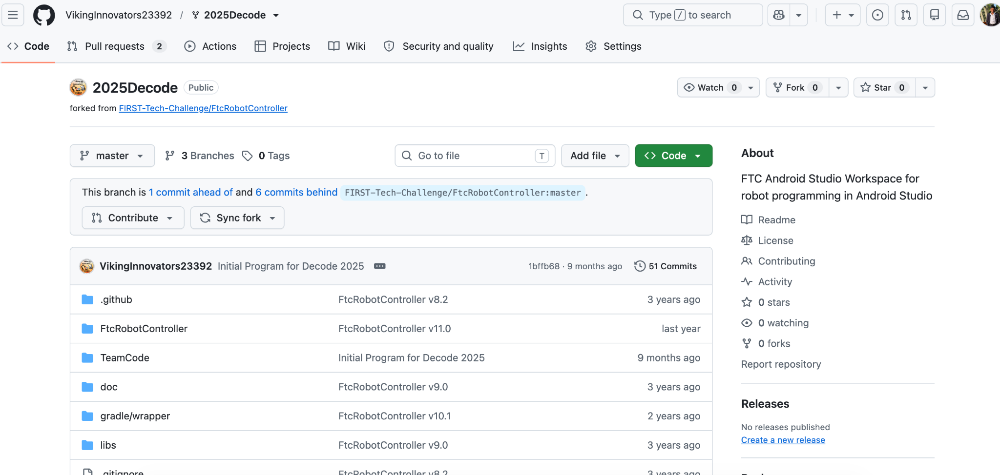 VikingInnovators23392 / 2025Decode
Type / to search
Code
Pull requests 2
Actions
Projects
Wiki
Security and quality
Insights
Settings
2025Decode Public
Watch 0
Fork 0
Star 0
forked from FIRST-Tech-Challenge/FtcRobotController
master
3 Branches
0 Tags
Go to file T
Add file
Code
This branch is 1 commit ahead of and 6 commits behind FIRST-Tech-Challenge/FtcRobotController:master .
Contribute
Sync fork
VikingInnovators23392 Initial Program for Decode 2025
1bffb68 · 9 months ago
51 Commits
.github FtcRobotController v8.2 3 years ago
FtcRobotController FtcRobotController v11.0 last year
TeamCode Initial Program for Decode 2025 9 months ago
doc FtcRobotController v9.0 3 years ago
gradle/wrapper FtcRobotController v10.1 2 years ago
libs FtcRobotController v9.0 3 years ago
.gitignore FtcRobotController v8.2 3 years ago
About
FTC Android Studio Workspace for
robot programming in Android Studio
Readme
License
Contributing
Activity
0 stars
0 watching
0 forks
Report repository
Releases
No releases published
Create a new release